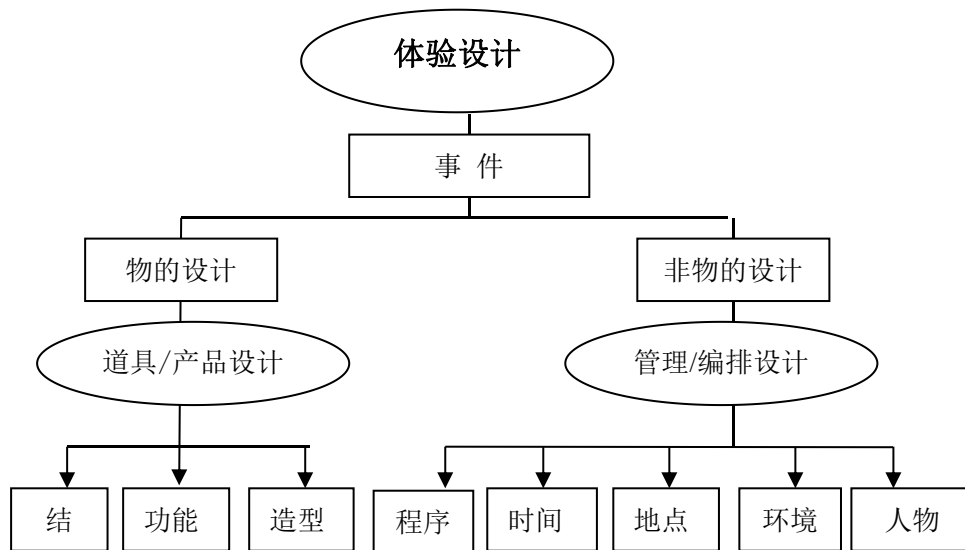 体验设计
事 件
物的设计
非物的设计
道具/产品设计
管理/编排设计
结
功能
造型
程序
时间
地点
环境
人物